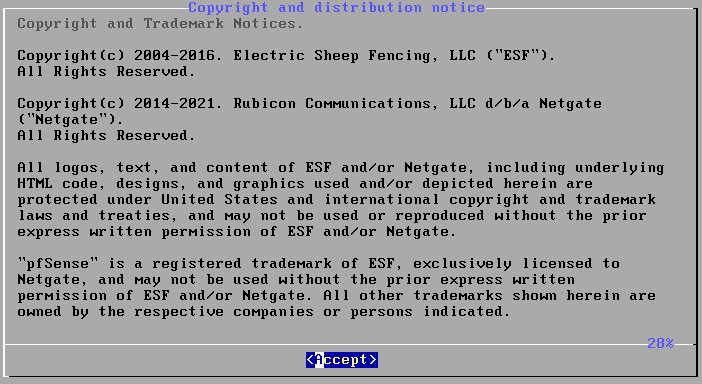 Copyright and distribution notice
Copyright and Trademark Notices.
Copyright(c) 2004-2016. Electric Sheep Fencing, LLC ("ESF").
All Rights Reserved.
Copyright(c) 2014-2021. Rubicon Communications, LLC d/b/a Netgate
("Netgate").
All Rights Reserved.
All logos, text, and content of ESF and/or Netgate, including underlying
HTML code, designs, and graphics used and/or depicted herein are
protected under United States and international copyright and trademark
laws and treaties, and may not be used or reproduced without the prior
express written permission of ESF and/or Netgate.
"pfSense" is a registered trademark of ESF, exclusively licensed to
Netgate, and may not be used without the prior express written
permission of ESF and/or Netgate. All other trademarks shown herein are
owned by the respective companies or persons indicated.
28%
<Accept>